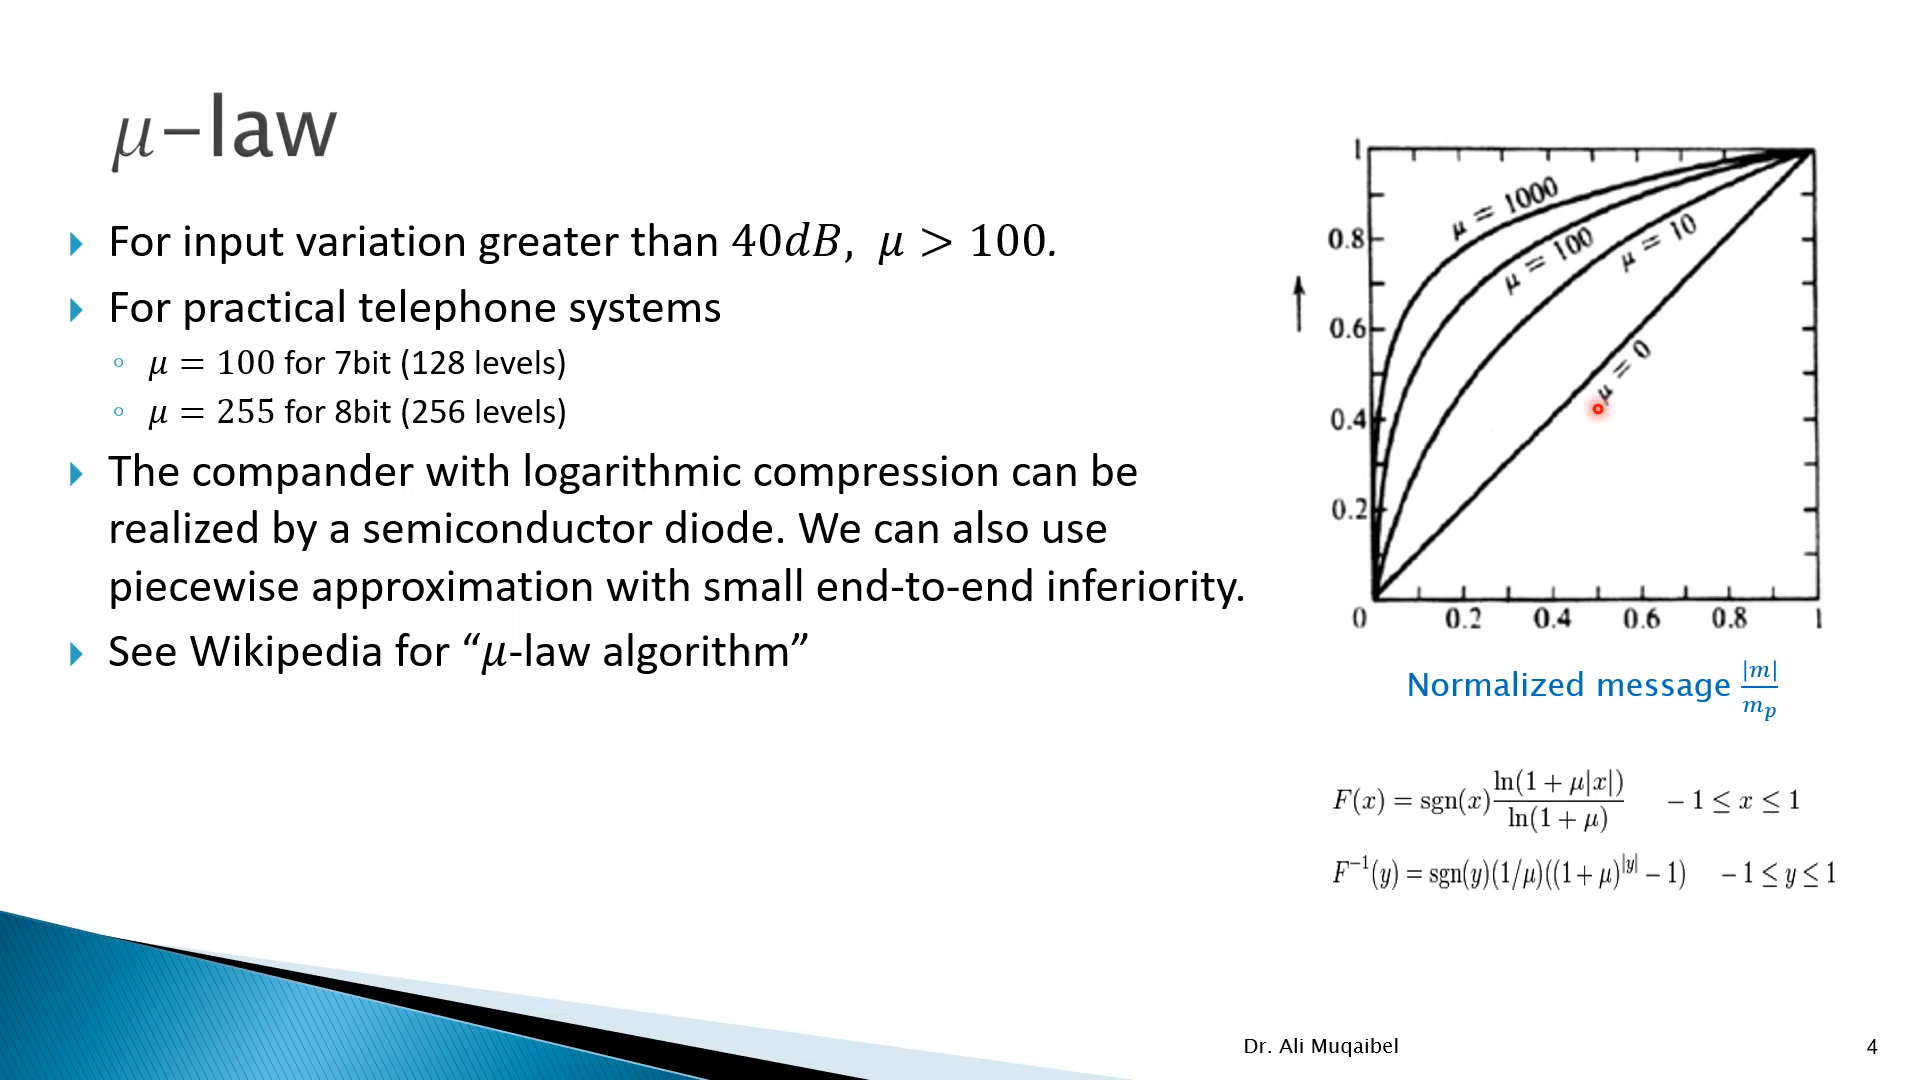 μ-law
For input variation greater than 40dB, μ > 100.
For practical telephone systems
μ = 100 for 7bit (128 levels)
μ = 255 for 8bit (256 levels)
The compander with logarithmic compression can be
realized by a semiconductor diode. We can also use
piecewise approximation with small end-to-end inferiority.
See Wikipedia for “μ-law algorithm”
1
0.8
0.6
0.4
0.2
0 0.2 0.4 0.6 0.8 1
μ = 1000
μ = 100
μ = 10
μ = 0
Normalized message |m|/m_p
F(x) = sgn(x) ln(1 + μ|x|)/ln(1 + μ) − 1 ≤ x ≤ 1
F⁻¹(y) = sgn(y)(1/μ)((1 + μ)^|y| − 1) − 1 ≤ y ≤ 1
Dr. Ali Muqaibel
4